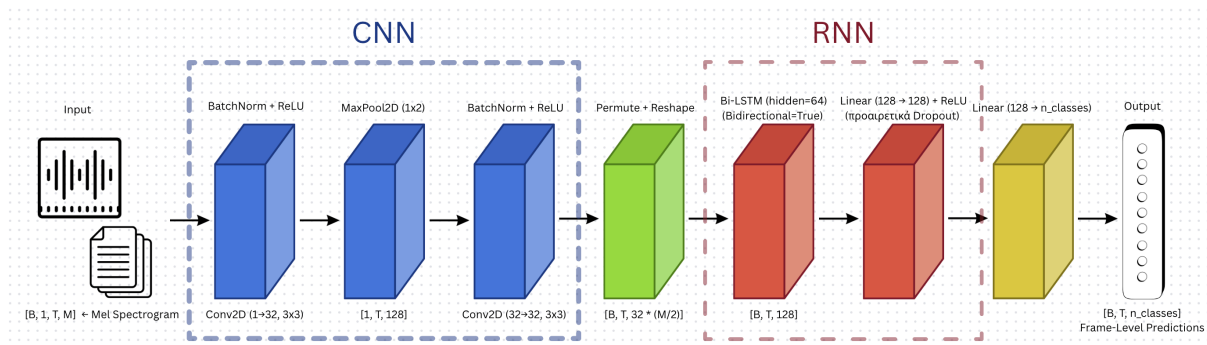 CNN
RNN
Input
BatchNorm + ReLU
MaxPool2D (1x2)
BatchNorm + ReLU
Permute + Reshape
Bi-LSTM (hidden=64)
(Bidirectional=True)
Linear (128 → 128) + ReLU
(προαιρετικά Dropout)
Linear (128 → n_classes)
Output
[B, 1, T, M] ← Mel Spectrogram
Conv2D (1→32, 3x3)
[1, T, 128]
Conv2D (32→32, 3x3)
[B, T, 32 * (M/2)]
[B, T, 128]
[B, T, n_classes]
Frame-Level Predictions